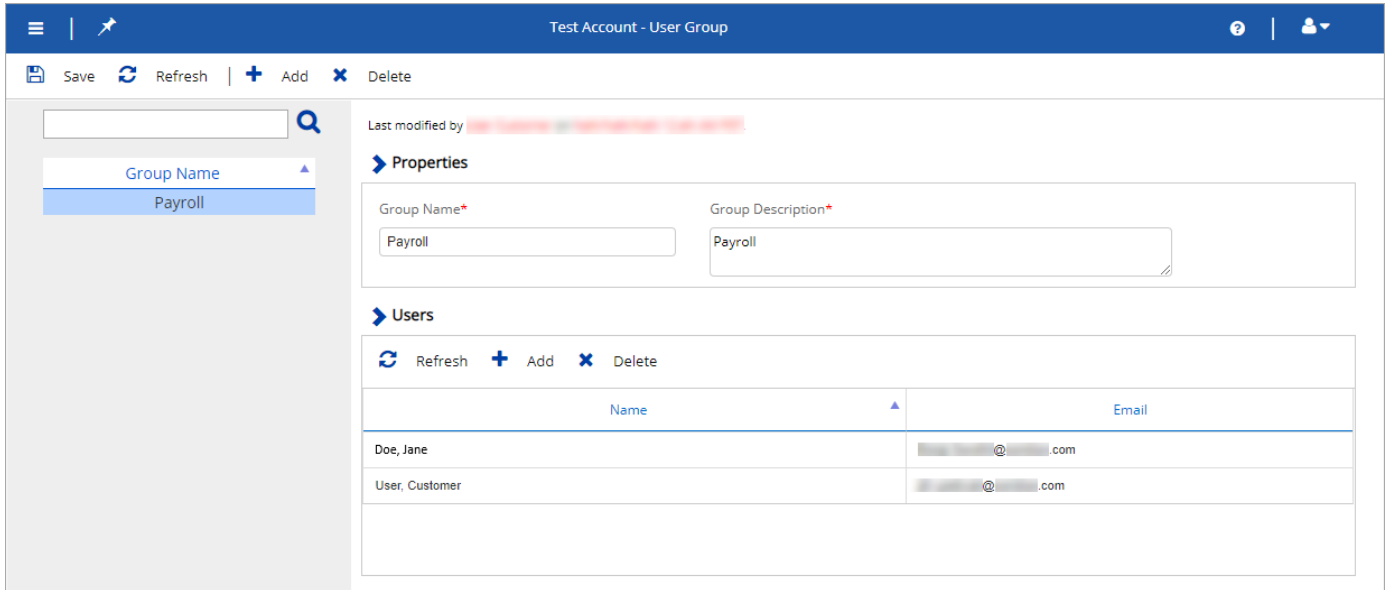 Test Account - User Group
Save Refresh | Add Delete
Last modified by
Group Name
Payroll
Properties
Group Name* Group Description*
Payroll Payroll
Users
Refresh Add Delete
Name Email
Doe, Jane @ .com
User, Customer @ .com